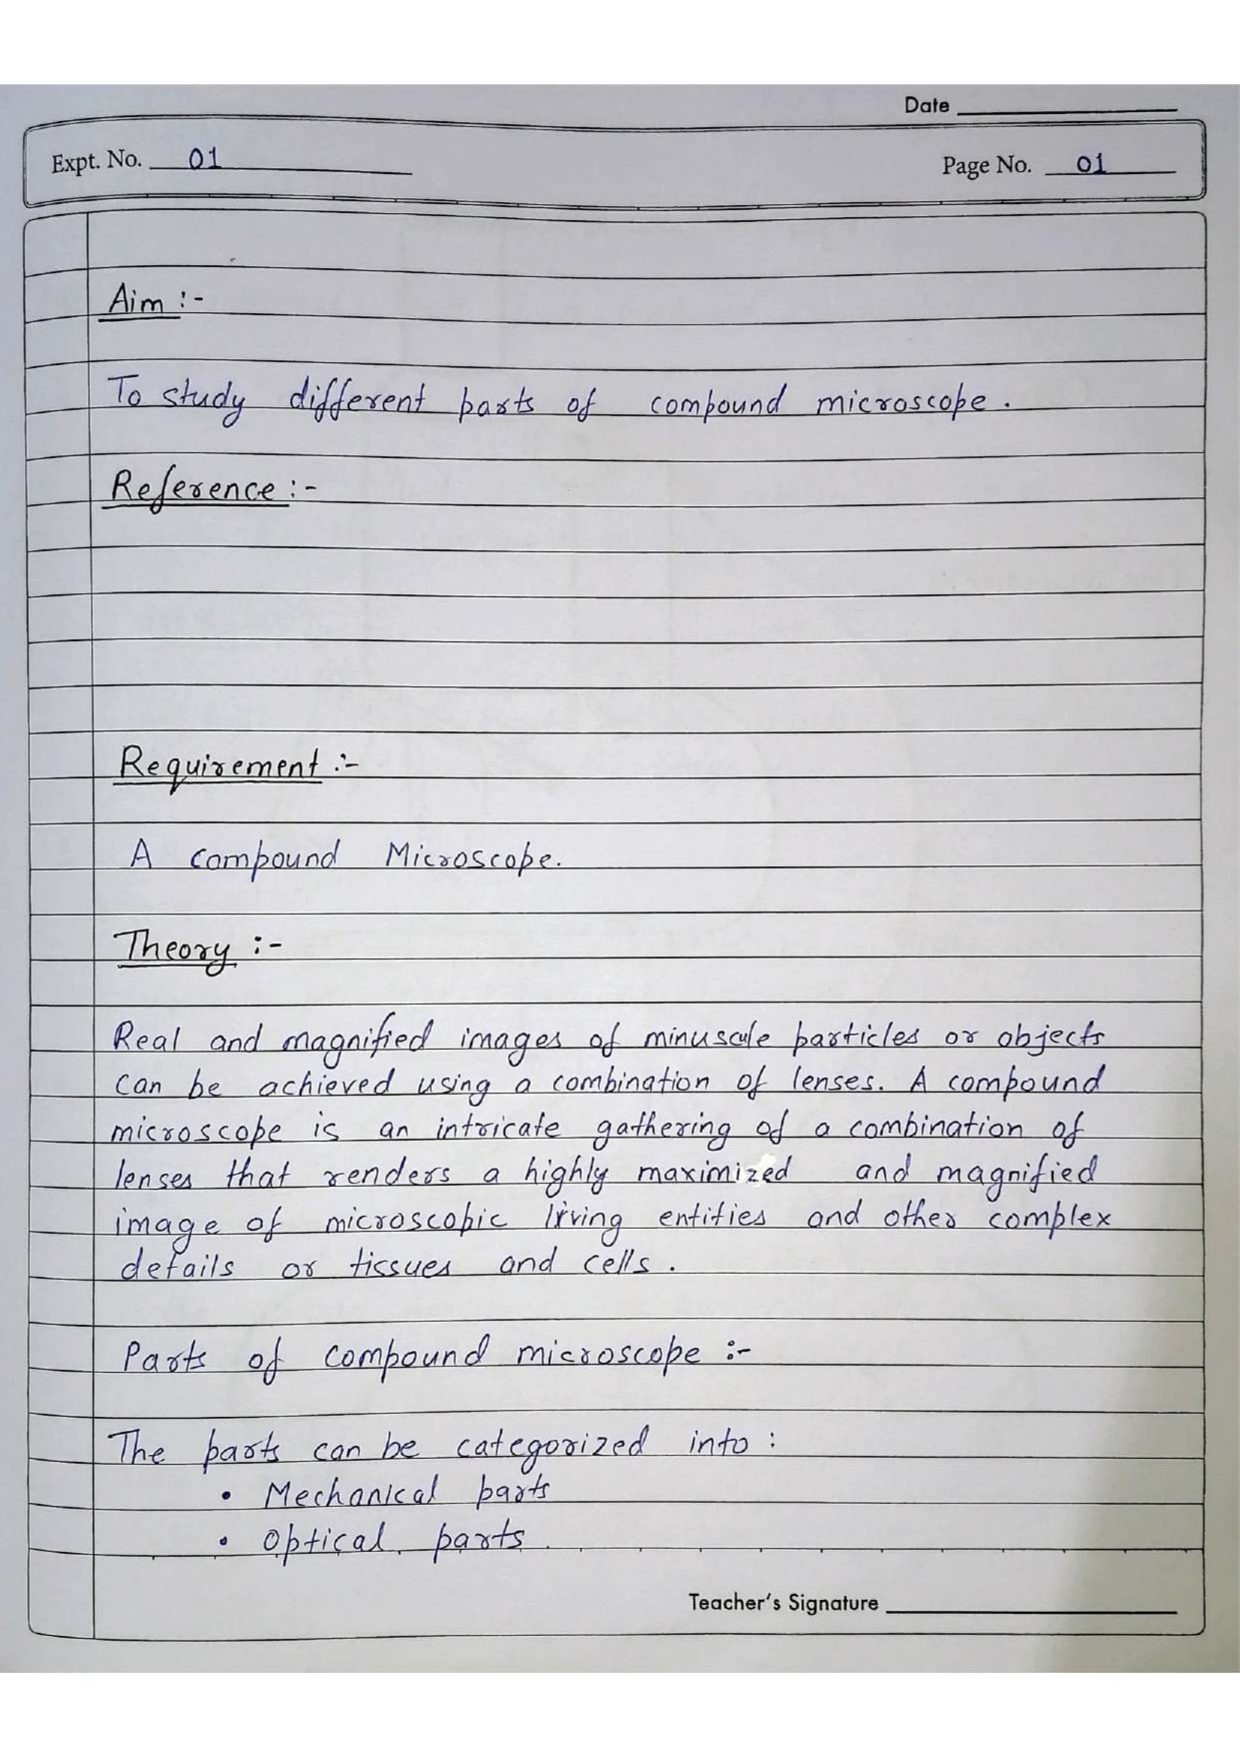 Date
Expt. No. 01
Page No. 01
Aim :-
To study different parts of compound microscope.
Reference :-
Requirement :-
A compound Microscope.
Theory :-
Real and magnified images of minuscule particles or objects
can be achieved using a combination of lenses. A compound
microscope is an intricate gathering of a combination of
lenses that renders a highly maximized and magnified
image of microscopic living entities and other complex
details or tissues and cells.
Parts of compound microscope :-
The parts can be categorized into :
• Mechanical parts
• Optical parts
Teacher's Signature